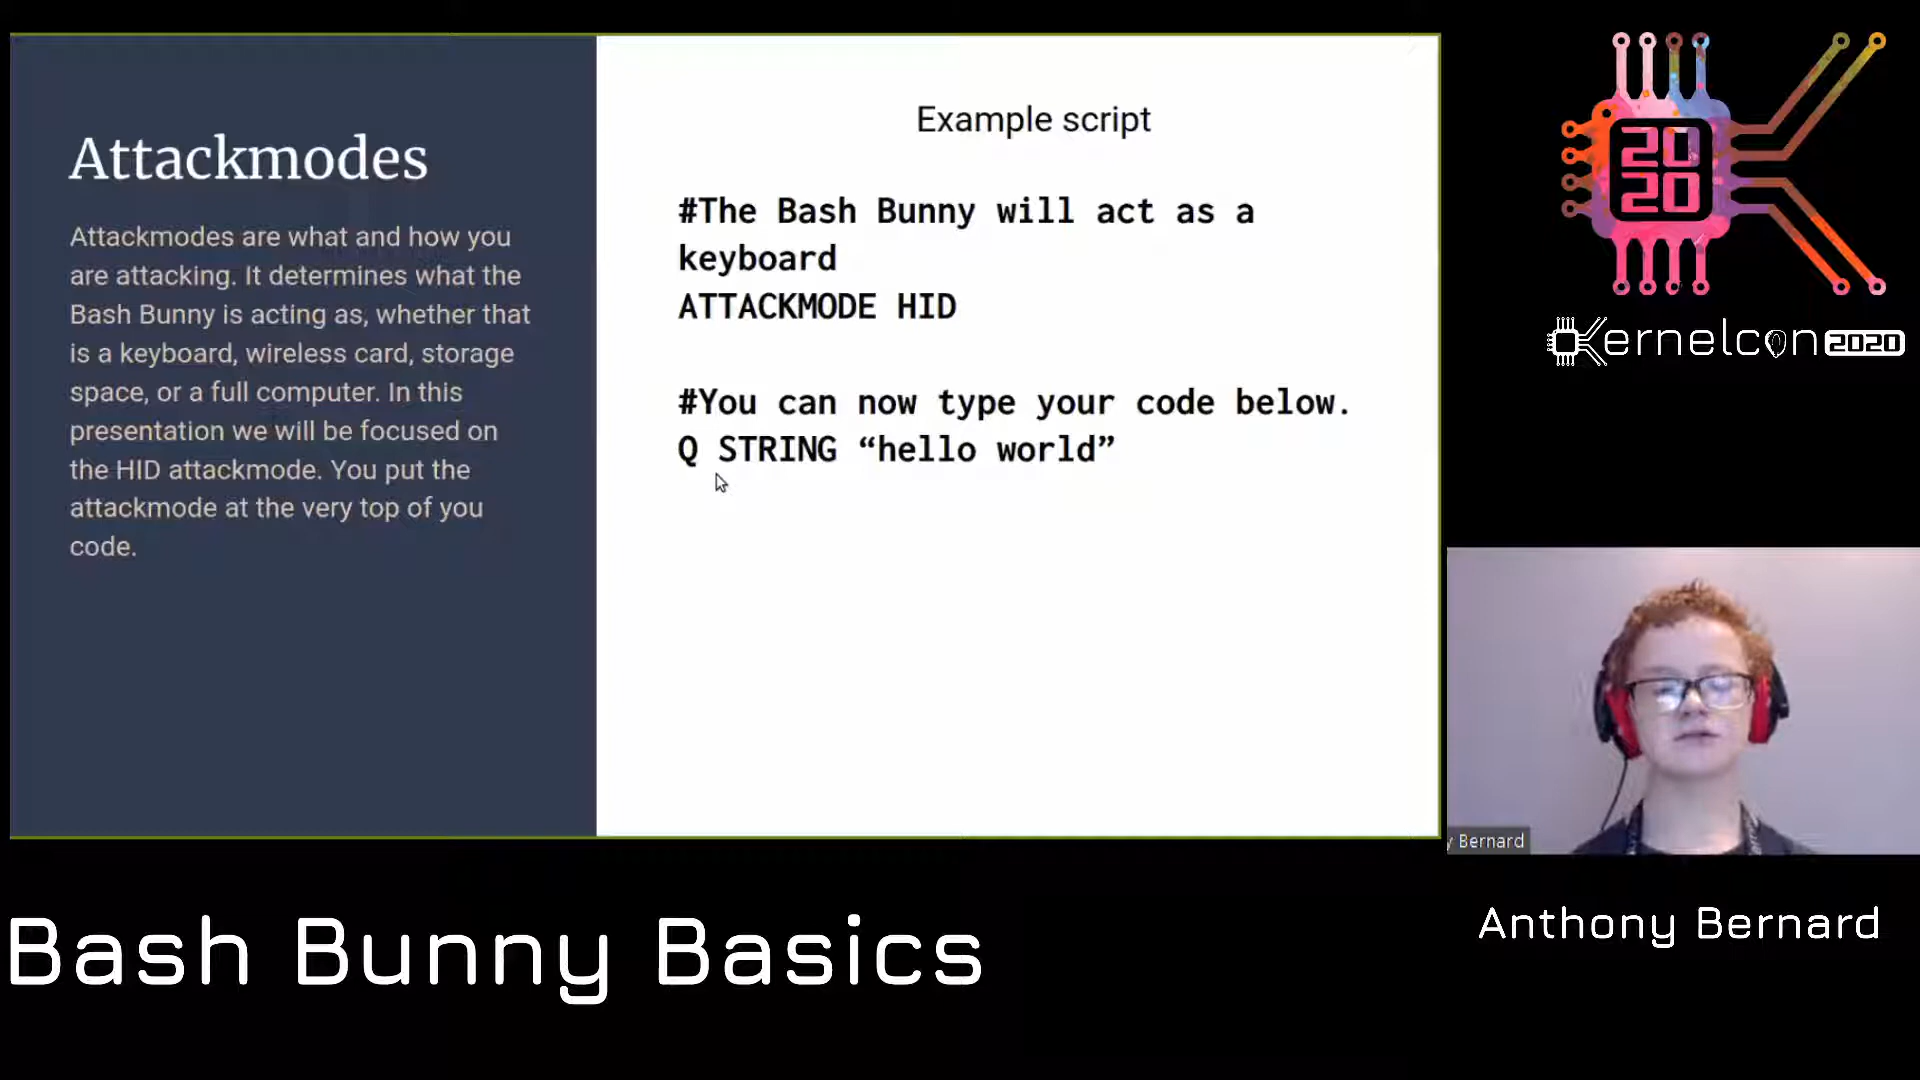 Attackmodes
Attackmodes are what and how you
are attacking. It determines what the
Bash Bunny is acting as, whether that
is a keyboard, wireless card, storage
space, or a full computer. In this
presentation we will be focused on
the HID attackmode. You put the
attackmode at the very top of you
code.
Example script
#The Bash Bunny will act as a
keyboard
ATTACKMODE HID
#You can now type your code below.
Q STRING “hello world”
20
20
Kernelcon 2020
y Bernard
Bash Bunny Basics
Anthony Bernard